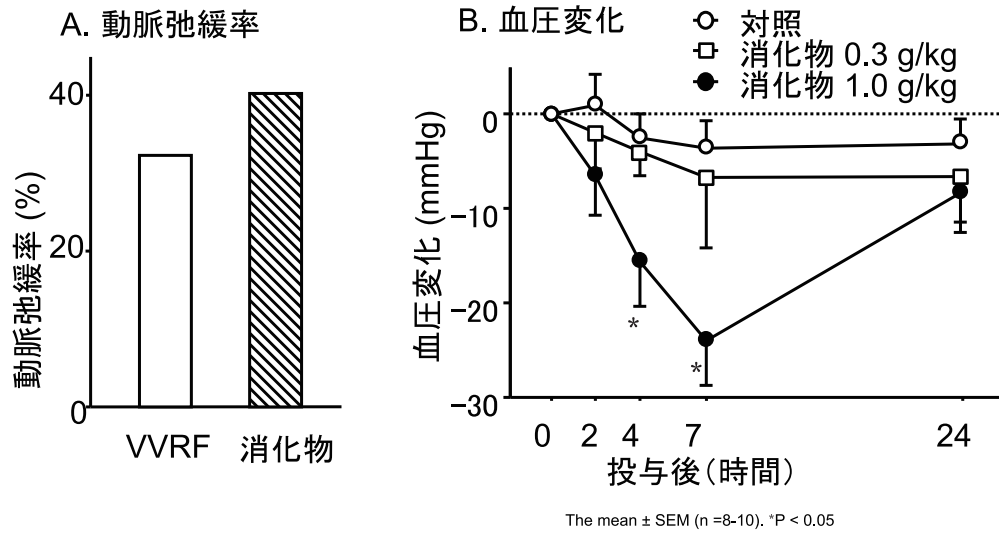 A. 動脈弛緩率
動脈弛緩率 (%)
40
20
0
VVRF 消化物
B. 血圧変化
対照
消化物 0.3 g/kg
消化物 1.0 g/kg
血圧変化 (mmHg)
0
−10
−20
−30
*
*
0 2 4 7 24
投与後(時間)
The mean ± SEM (n =8-10). *P < 0.05